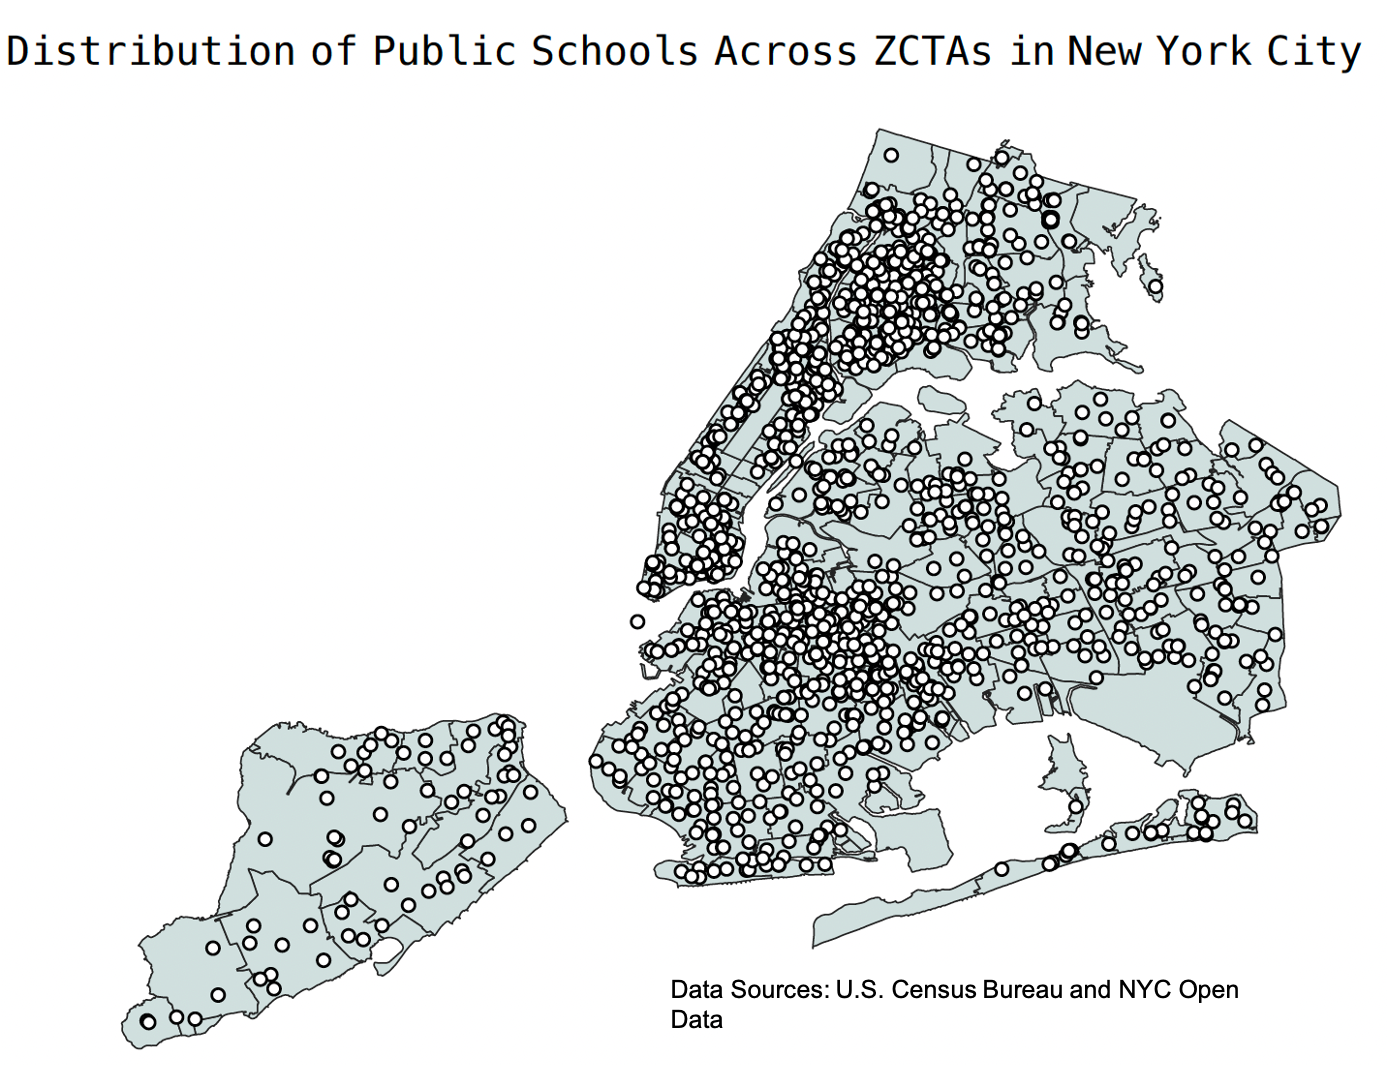 Distribution of Public Schools Across ZCTAs in New York City
Data Sources: U.S. Census Bureau and NYC Open
Data